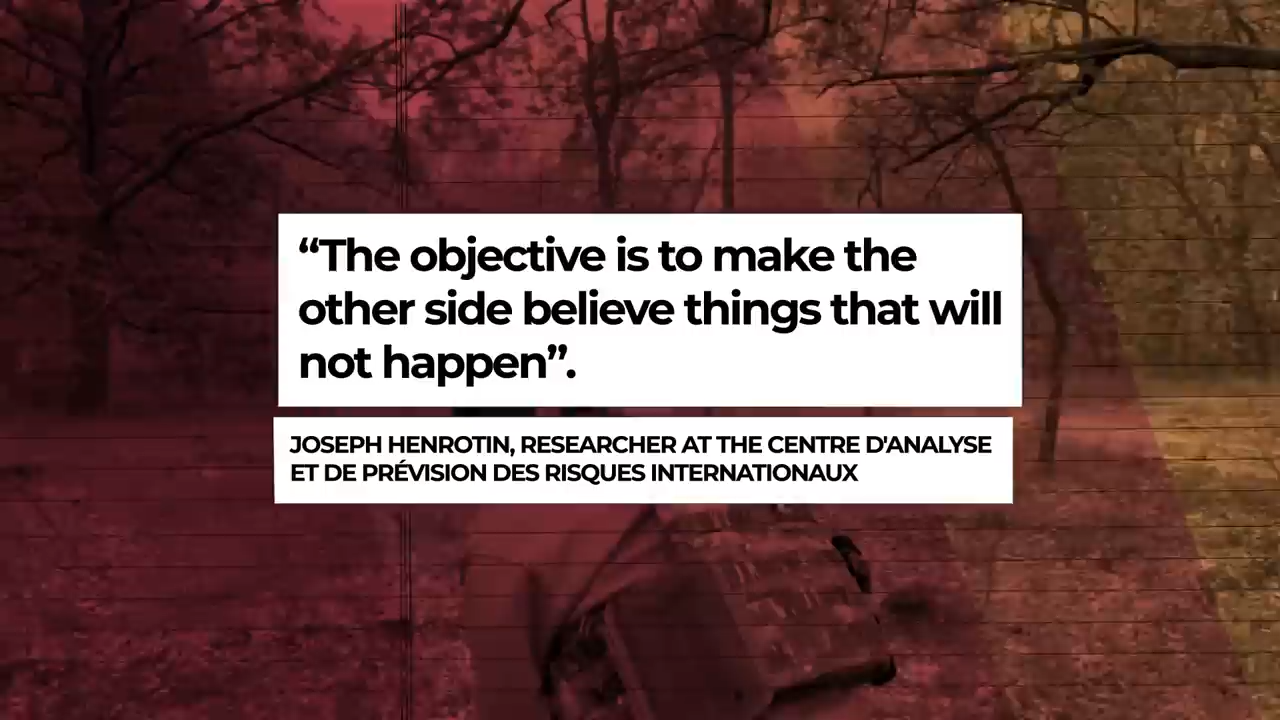 “The objective is to make the
other side believe things that will
not happen”.
JOSEPH HENROTIN, RESEARCHER AT THE CENTRE D'ANALYSE
ET DE PRÉVISION DES RISQUES INTERNATIONAUX